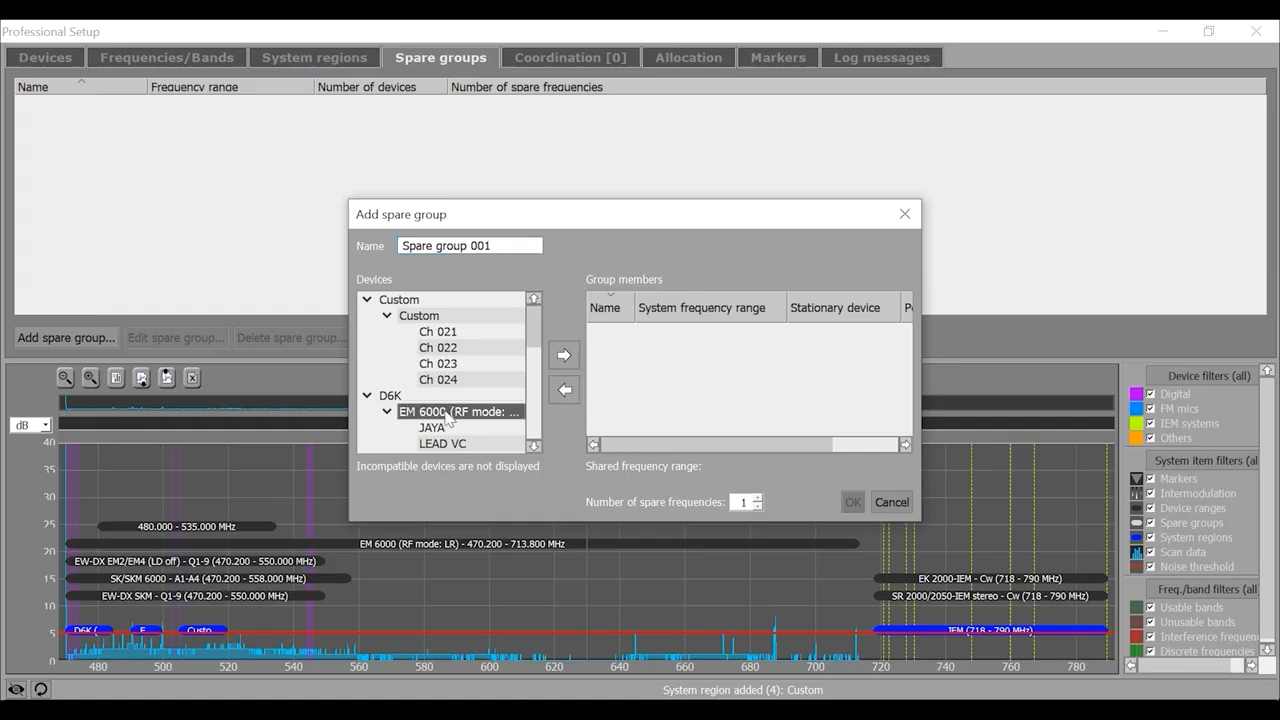 Professional Setup
Devices Frequencies/Bands System regions Spare groups Coordination [0] Allocation Markers Log messages
Name Frequency range Number of devices Number of spare frequencies
Add spare group
Name Spare group 001
Devices Group members
Custom
Custom
Ch 021
Ch 022
Ch 023
Ch 024
D6K
EM 6000 (RF mode: ...
JAYA
LEAD VC
Name System frequency range Stationary device
Incompatible devices are not displayed
Shared frequency range:
Number of spare frequencies: 1
OK Cancel
Add spare group... Edit spare group... Delete spare group...
dB
40
35
30
25
20
15
10
5
0
480.000 - 535.000 MHz
EM 6000 (RF mode: LR) - 470.200 - 713.800 MHz
EW-DX EM2/EM4 (LD off) - Q1-9 (470.200 - 550.000 MHz)
SK/SKM 6000 - A1-A4 (470.200 - 558.000 MHz)
EK 2000-IEM - Cw (718 - 790 MHz)
EW-DX SKM - Q1-9 (470.200 - 550.000 MHz)
SR 2000/2050-IEM stereo - Cw (718 - 790 MHz)
D6K ( E Custo IEM (718 - 790 MHz)
480 500 520 540 560 580 600 620 640 660 680 700 720 740 760 780
Device filters (all)
Digital
FM mics
IEM systems
Others
System item filters (al
Markers
Intermodulation
Device ranges
Spare groups
System regions
Scan data
Noise threshold
Freq./band filters (all
Usable bands
Unusable bands
Interference frequen
Discrete frequencies
System region added (4): Custom